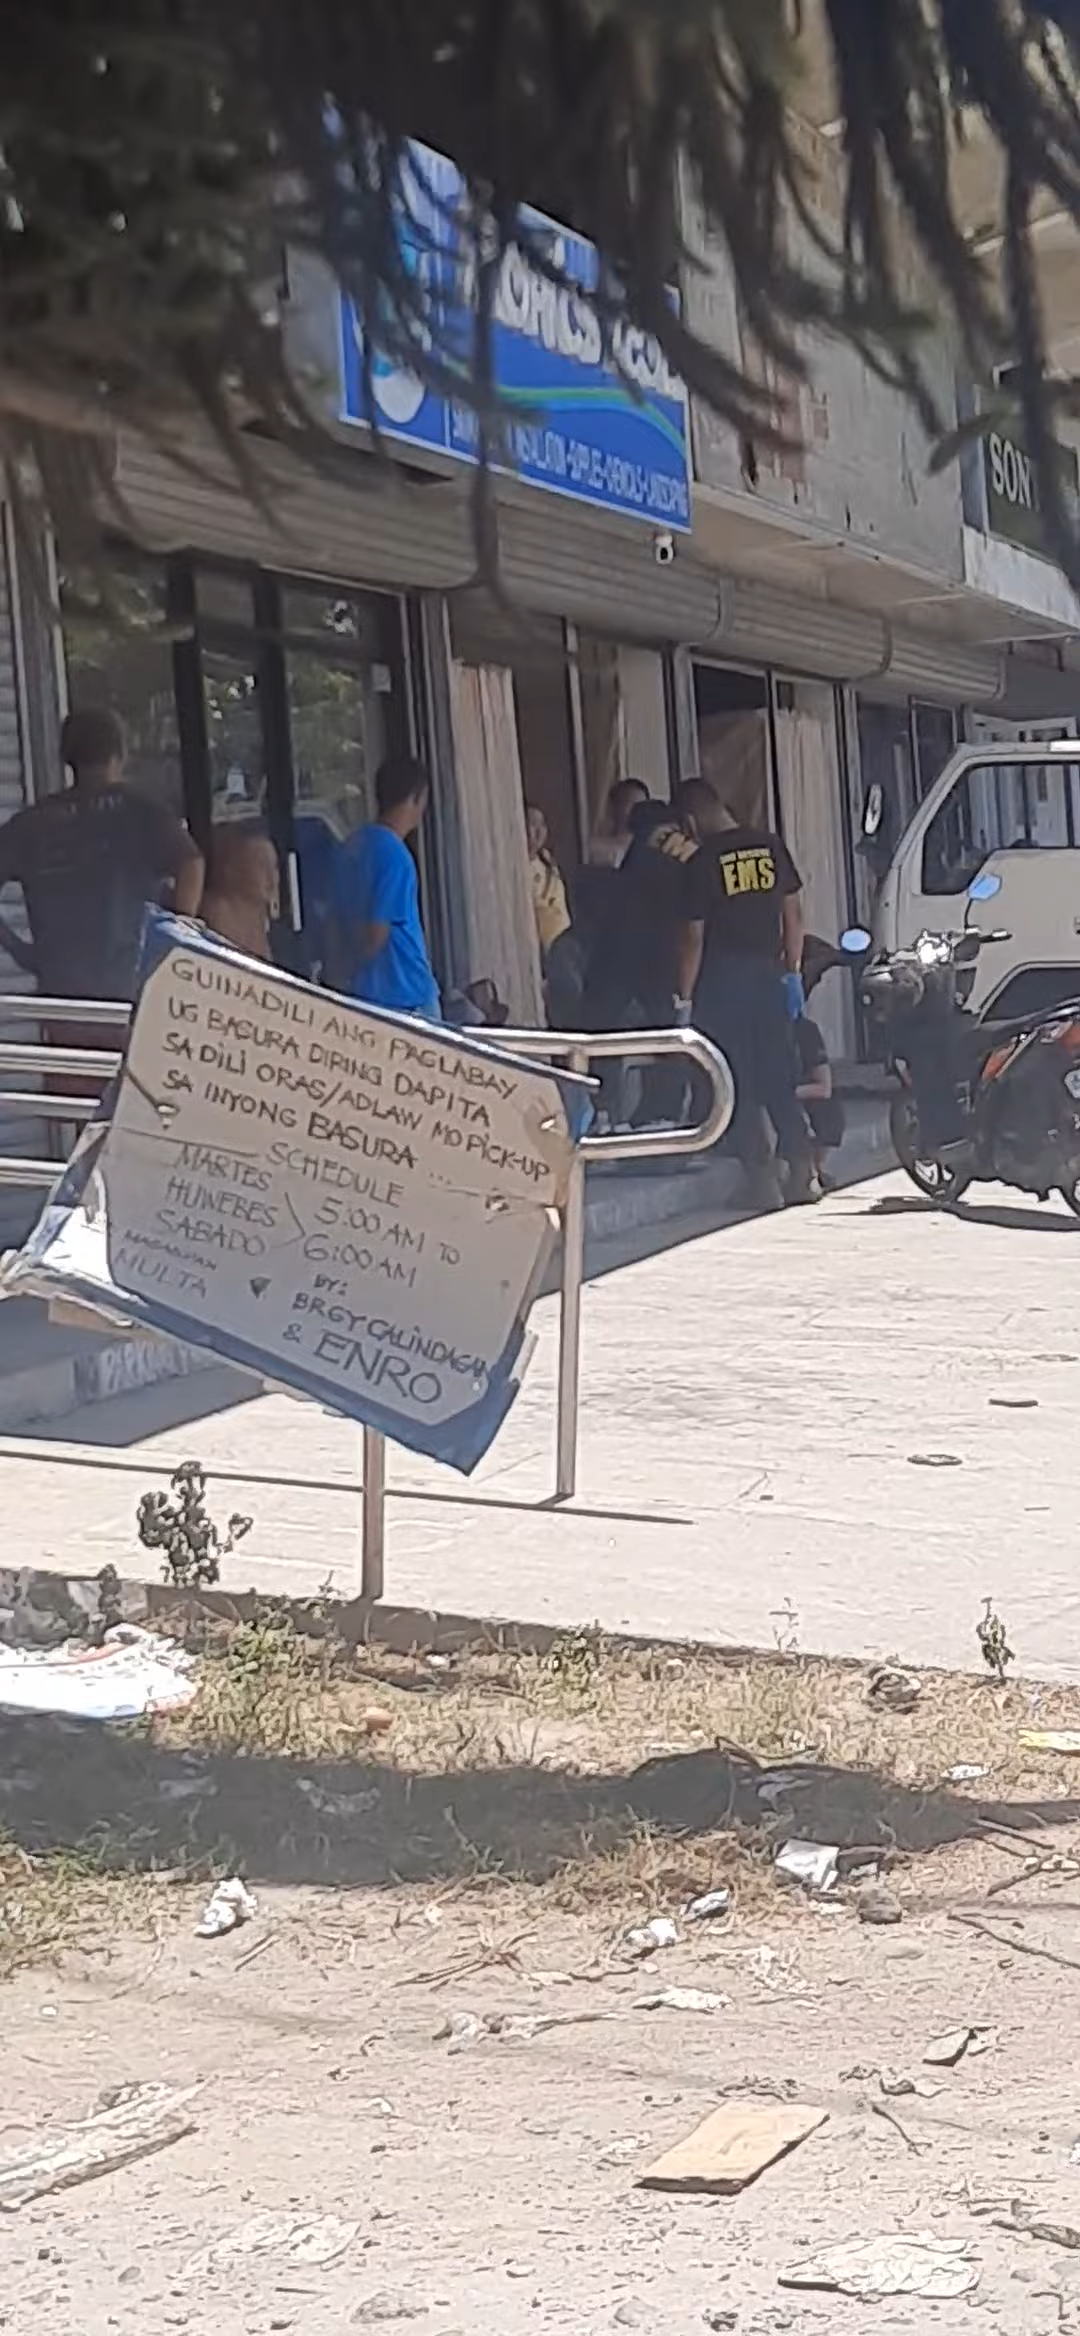 SON
EMS
GUINADILI ANG PAGLABAY
UG BASURA DIRING DAPITA
SA DILI ORAS/ADLAW MO PICK-UP
SA INYONG BASURA ....
SCHEDULE
MARTES
HUWEBES
SABADO
5:00 AM TO
6:00 AM
MULTA
BY:
BRGY CALINDAGAN
& ENRO